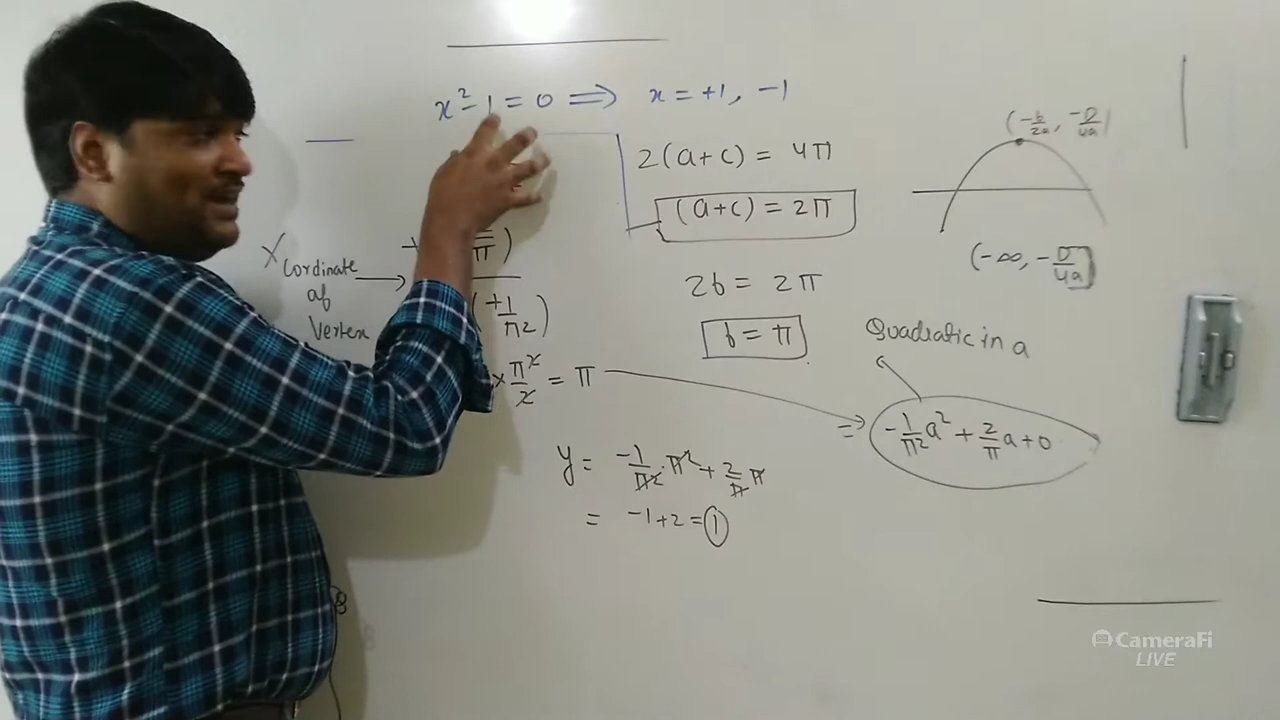 x² - 1 = 0 ⟹ x = +1, -1
(-b/2a, -D/4a)
2(a+c) = 4π
(a+c) = 2π
X Cordinate of Vertex →
π)
(+1/π²)
(-∞, -D/4a]
2b = 2π
b = π
Quadratic in a
× π²/x = π
⇒ -1/π² a² + 2/π a + 0
y = -1/π² · π² + 2/π π
= -1+2 = 1
CameraFi
LIVE